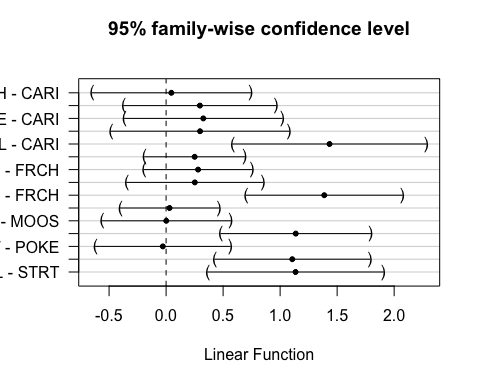 95% family-wise confidence level
H - CARI
E - CARI
L - CARI
- FRCH
- FRCH
- MOOS
- POKE
L - STRT
-0.5 0.0 0.5 1.0 1.5 2.0
Linear Function